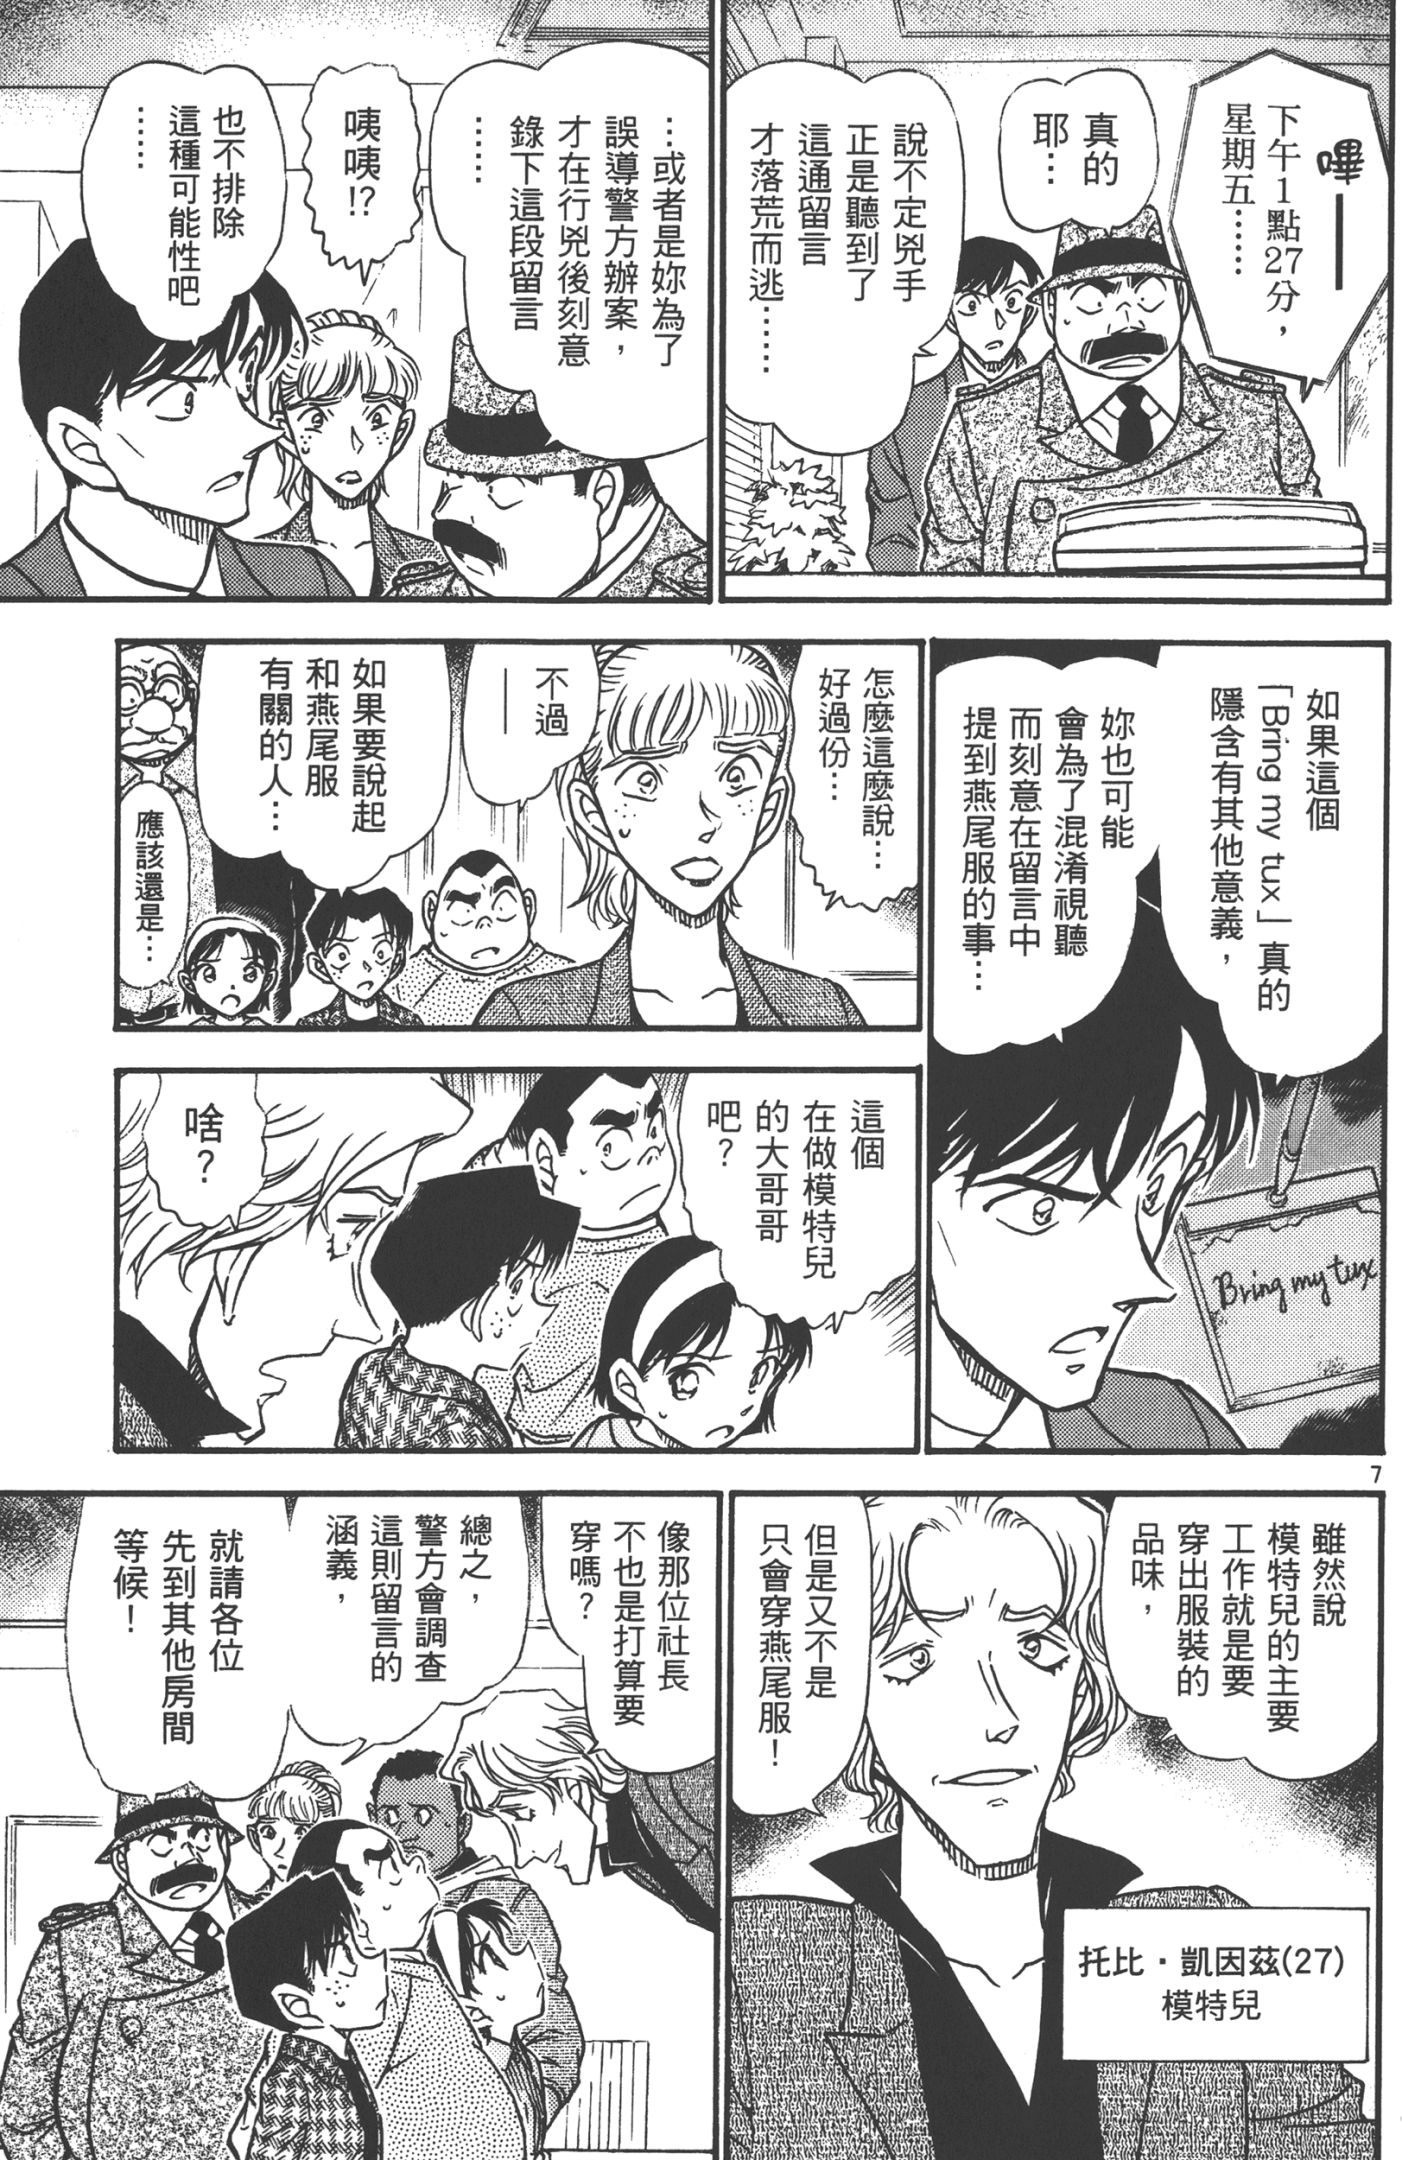 嗶——
下午1點27分，
星期五……
真的
耶…
說不定兇手
正是聽到了
這通留言
才落荒而逃……
…或者是妳為了
誤導警方辦案，
才在行兇後刻意
錄下這段留言
……
咦
咦!?
也不排除
這種可能性吧
……
如果這個
「Bring my tux」真的
隱含有其他意義，
妳也可能
會為了混淆視聽
而刻意在留言中
提到燕尾服的事…
Bring my tux
怎麼這麼說…
好過份…
不過
——
如果要說起
和燕尾服
有關的人…
應該還是…
這個
在做模特兒
的大哥哥
吧？
啥？
7
雖然說
模特兒的主要
工作就是要
穿出服裝的
品味，
但是又不是
只會穿燕尾服！
托比・凱因茲(27)
模特兒
像那位社長
不也是打算要
穿嗎？
總之，
警方會調查
這則留言的
涵義，
就請各位
先到其他房間
等候！